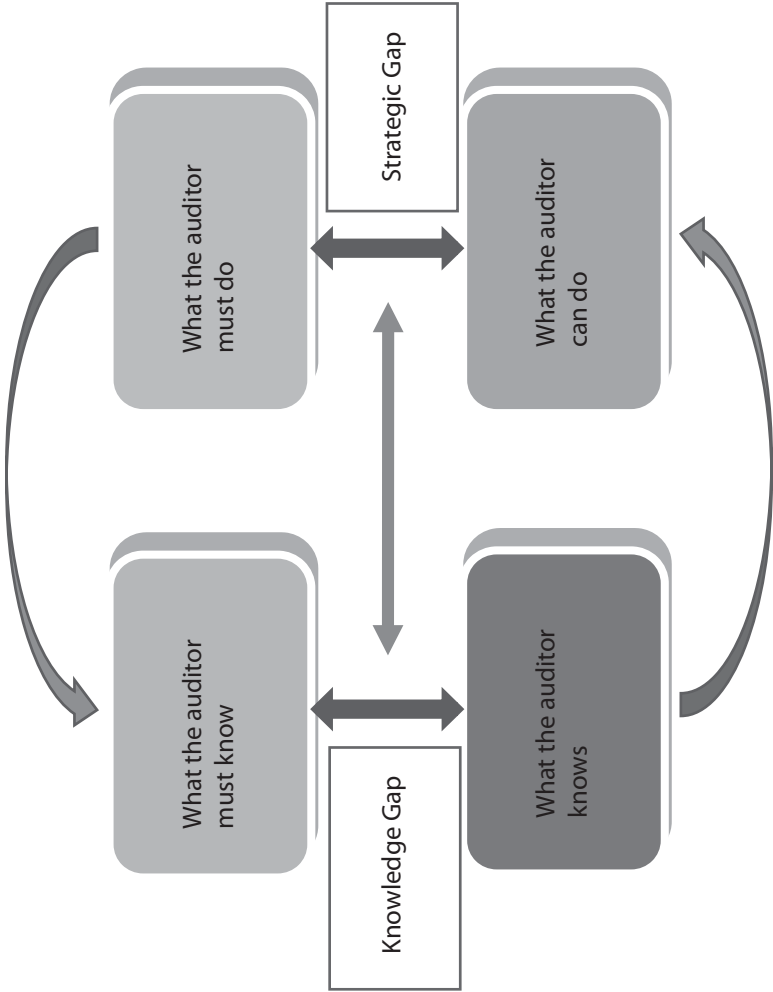 What the auditor
must know
What the auditor
must do
Knowledge Gap
Strategic Gap
What the auditor
knows
What the auditor
can do